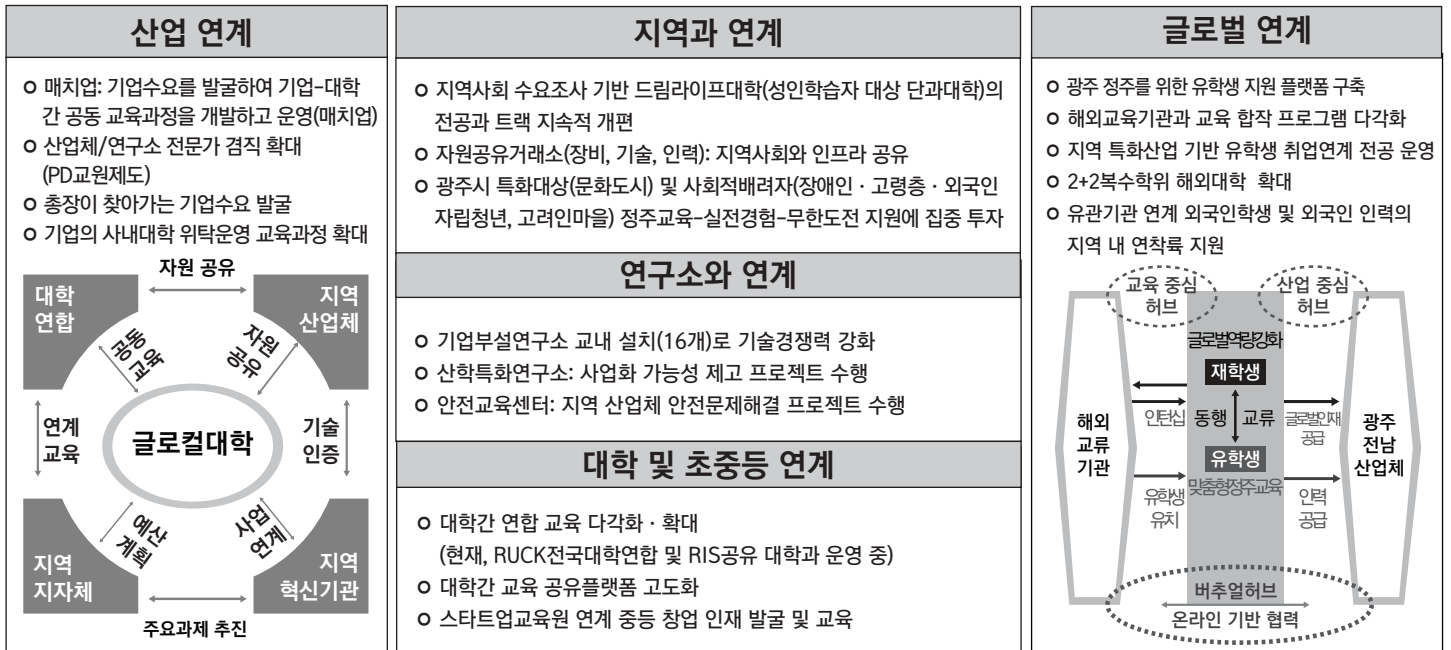 산업 연계
ㅇ 매치업: 기업수요를 발굴하여 기업-대학
간 공동 교육과정을 개발하고 운영(매치업)
ㅇ 산업체/연구소 전문가 겸직 확대
(PD교원제도)
ㅇ 총장이 찾아가는 기업수요 발굴
ㅇ 기업의 사내대학 위탁운영 교육과정 확대
자원 공유
대학
연합
지역
산업체
공동
교육
자원
공유
연계
교육
글로컬대학
기술
인증
예산
계획
사업
연계
지역
지자체
지역
혁신기관
주요과제 추진
지역과 연계
ㅇ 지역사회 수요조사 기반 드림라이프대학(성인학습자 대상 단과대학)의
전공과 트랙 지속적 개편
ㅇ 자원공유거래소(장비, 기술, 인력): 지역사회와 인프라 공유
ㅇ 광주시 특화대상(문화도시) 및 사회적배려자(장애인 · 고령층 · 외국인
자립청년, 고려인마을) 정주교육-실전경험-무한도전 지원에 집중 투자
연구소와 연계
ㅇ 기업부설연구소 교내 설치(16개)로 기술경쟁력 강화
ㅇ 산학특화연구소: 사업화 가능성 제고 프로젝트 수행
ㅇ 안전교육센터: 지역 산업체 안전문제해결 프로젝트 수행
대학 및 초중등 연계
ㅇ 대학간 연합 교육 다각화 · 확대
(현재, RUCK전국대학연합 및 RIS공유 대학과 운영 중)
ㅇ 대학간 교육 공유플랫폼 고도화
ㅇ 스타트업교육원 연계 중등 창업 인재 발굴 및 교육
글로벌 연계
ㅇ 광주 정주를 위한 유학생 지원 플랫폼 구축
ㅇ 해외교육기관과 교육 합작 프로그램 다각화
ㅇ 지역 특화산업 기반 유학생 취업연계 전공 운영
ㅇ 2+2복수학위 해외대학 확대
ㅇ 유관기관 연계 외국인학생 및 외국인 인력의
지역 내 연착륙 지원
교육 중심
허브
산업 중심
허브
글로벌역량강화
재학생
인턴십
동행
교류
글로벌인재
공급
해외
교류
기관
광주
전남
산업체
유학생
맞춤형정주교육
유학생
유치
인력
공급
버추얼허브
온라인 기반 협력